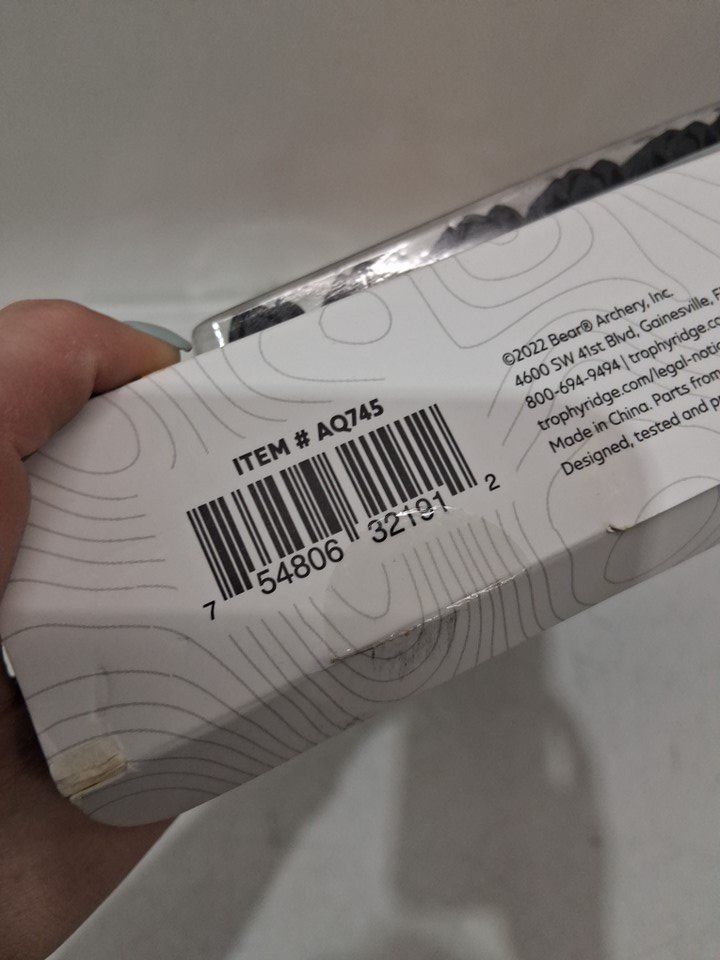 ©2022 Bear® Archery, Inc.
4600 SW 41st Blvd, Gainesville,
800-694-9494 | trophyridge.co
trophyridge.com/legal-notic
Made in China. Parts from
Designed, tested and
ITEM # AQ745
7 54806 32191 2